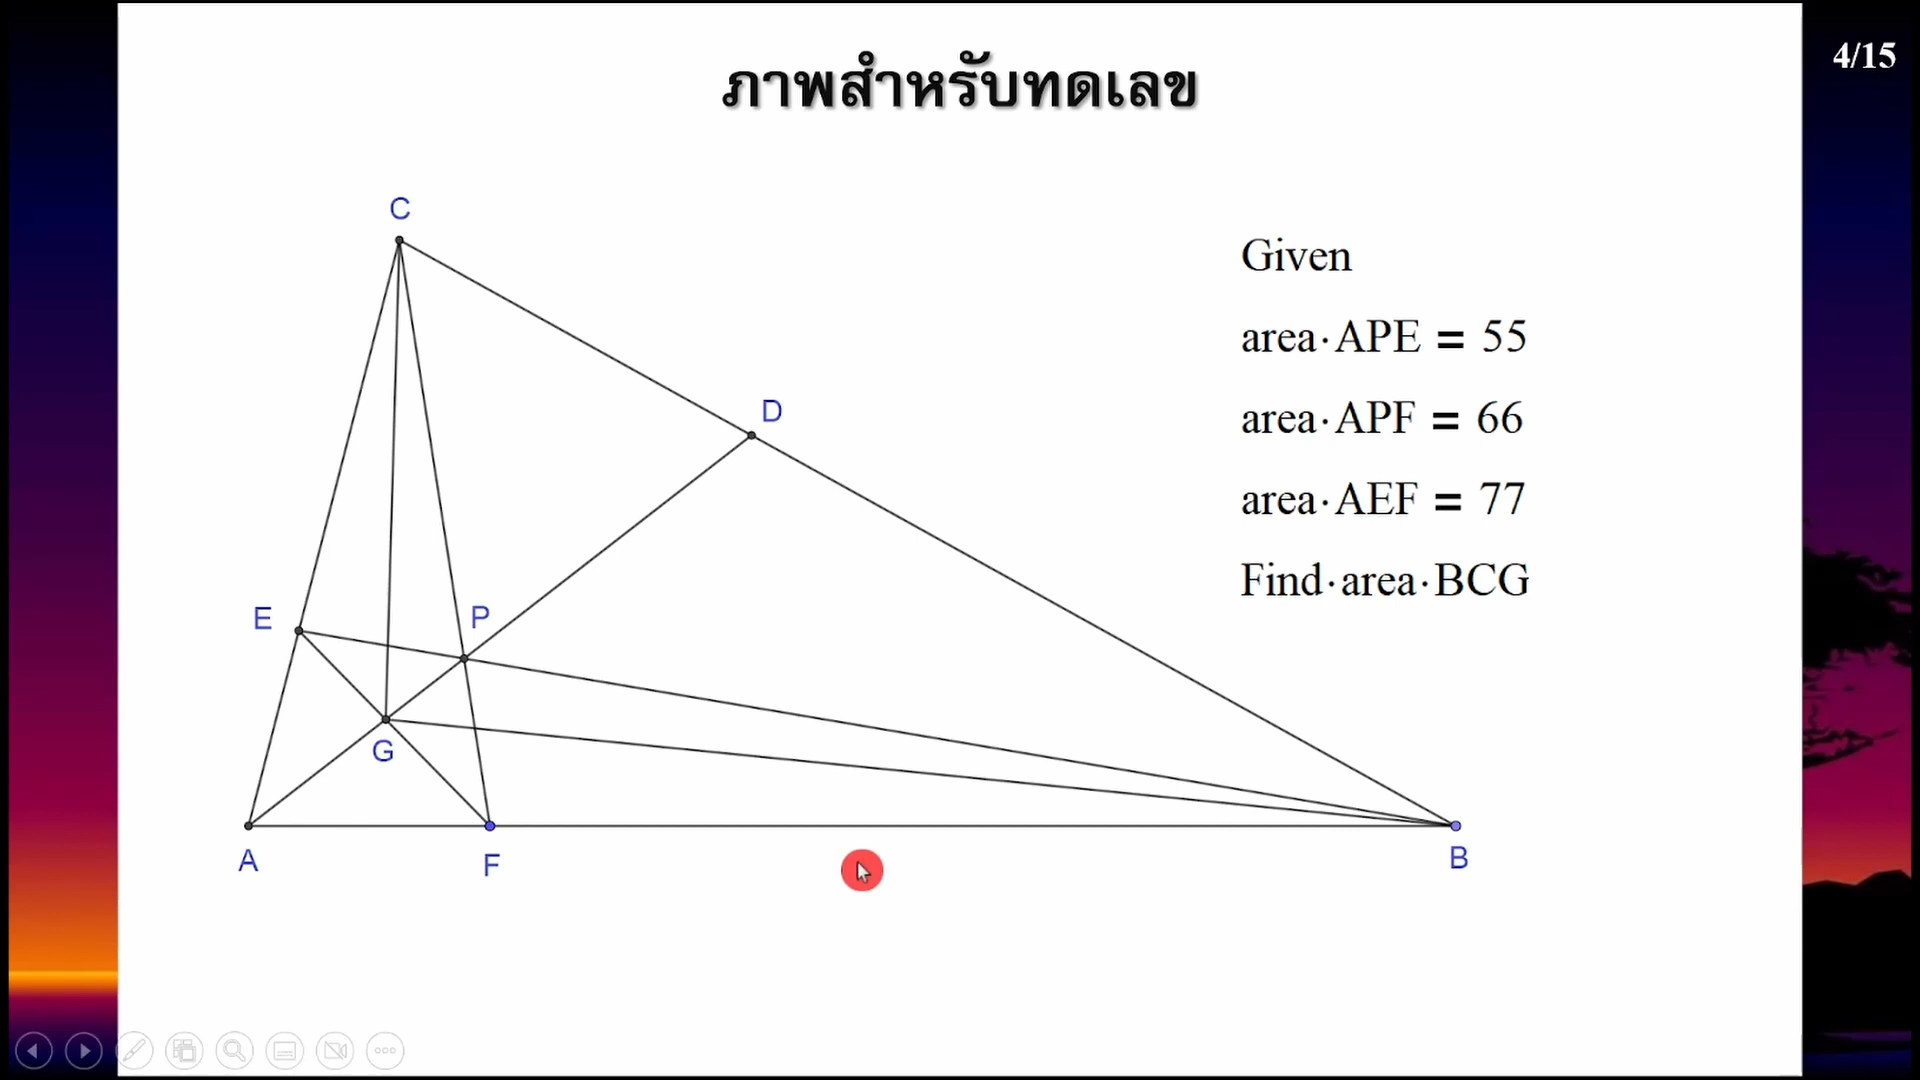 ภาพสำหรับทดเลข
4/15
C
D
E
P
G
A
F
B
Given
area·APE = 55
area·APF = 66
area·AEF = 77
Find·area·BCG